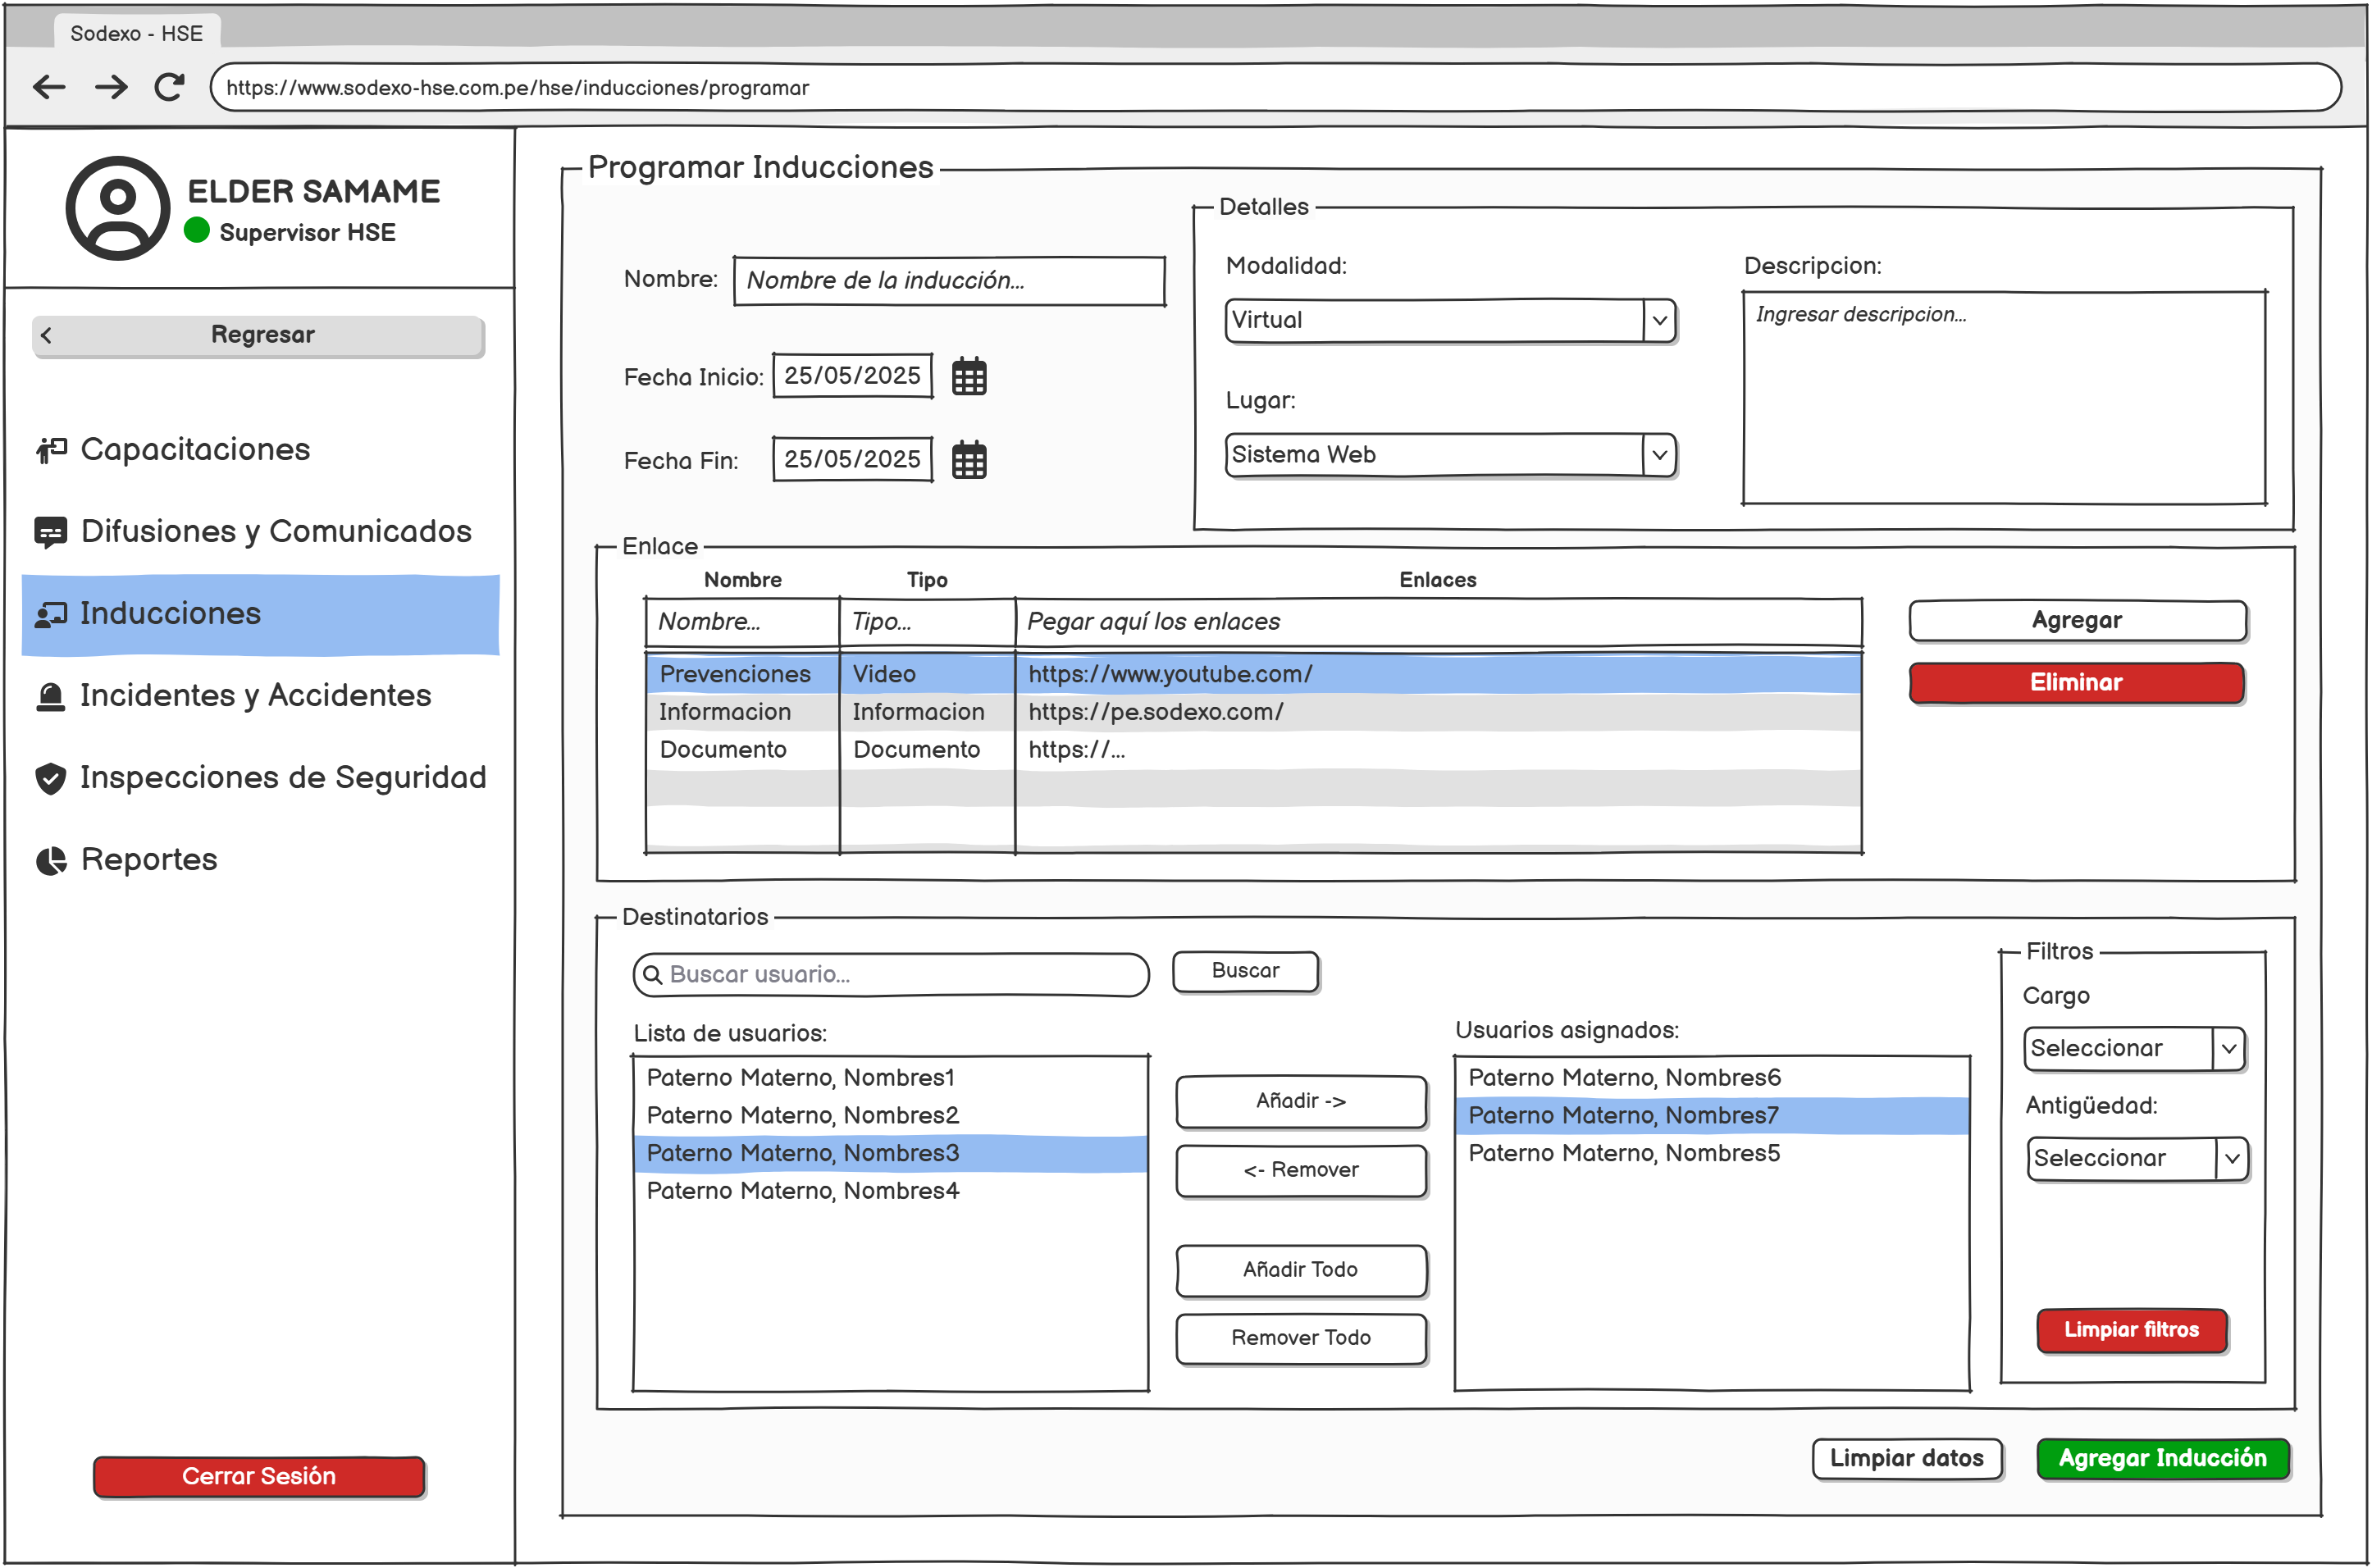 Sodexo - HSE
https://www.sodexo-hse.com.pe/hse/inducciones/programar
ELDER SAMAME
Supervisor HSE
Regresar
Capacitaciones
Difusiones y Comunicados
Inducciones
Incidentes y Accidentes
Inspecciones de Seguridad
Reportes
Cerrar Sesión
Programar Inducciones
Nombre: Nombre de la inducción...
Fecha Inicio: 25/05/2025
Fecha Fin: 25/05/2025
Detalles
Modalidad:
Virtual
Lugar:
Sistema Web
Descripcion:
Ingresar descripcion...
Enlace
Nombre Tipo Enlaces
Nombre... Tipo... Pegar aquí los enlaces
Prevenciones Video https://www.youtube.com/
Informacion Informacion https://pe.sodexo.com/
Documento Documento https://...
Agregar
Eliminar
Destinatarios
Buscar usuario...
Buscar
Lista de usuarios:
Paterno Materno, Nombres1
Paterno Materno, Nombres2
Paterno Materno, Nombres3
Paterno Materno, Nombres4
Añadir ->
<- Remover
Añadir Todo
Remover Todo
Usuarios asignados:
Paterno Materno, Nombres6
Paterno Materno, Nombres7
Paterno Materno, Nombres5
Filtros
Cargo
Seleccionar
Antigüedad:
Seleccionar
Limpiar filtros
Limpiar datos
Agregar Inducción